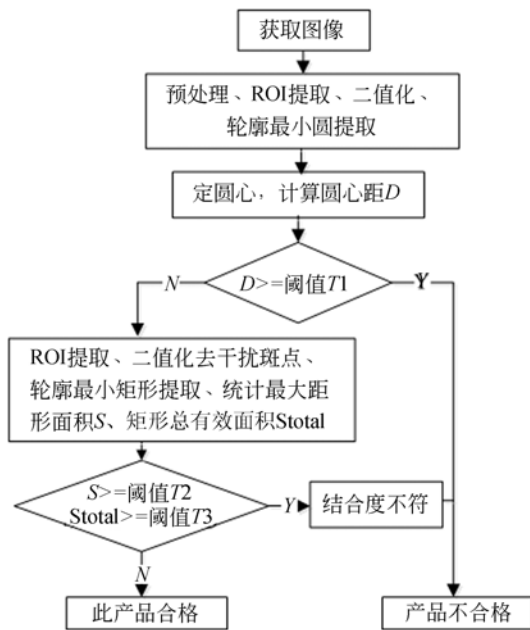 获取图像
预处理、ROI提取、二值化、
轮廓最小圆提取
定圆心，计算圆心距D
D>=阈值T1
N
Y
ROI提取、二值化去干扰斑点、
轮廓最小矩形提取、统计最大距
形面积S、矩形总有效面积Stotal
S>=阈值T2
Stotal>=阈值T3
Y
结合度不符
N
此产品合格
产品不合格